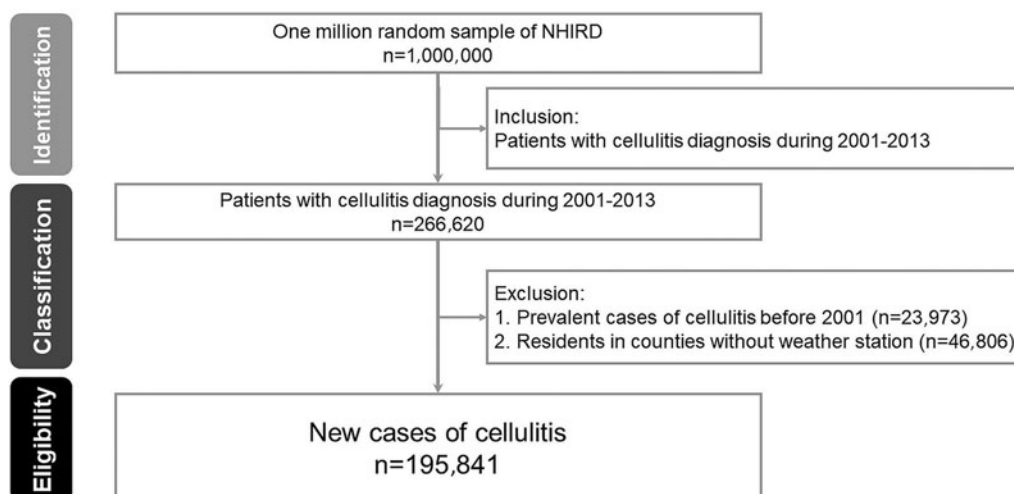 Identification
One million random sample of NHIRD
n=1,000,000
Inclusion:
Patients with cellulitis diagnosis during 2001-2013
Classification
Patients with cellulitis diagnosis during 2001-2013
n=266,620
Exclusion:
1. Prevalent cases of cellulitis before 2001 (n=23,973)
2. Residents in counties without weather station (n=46,806)
Eligibility
New cases of cellulitis
n=195,841